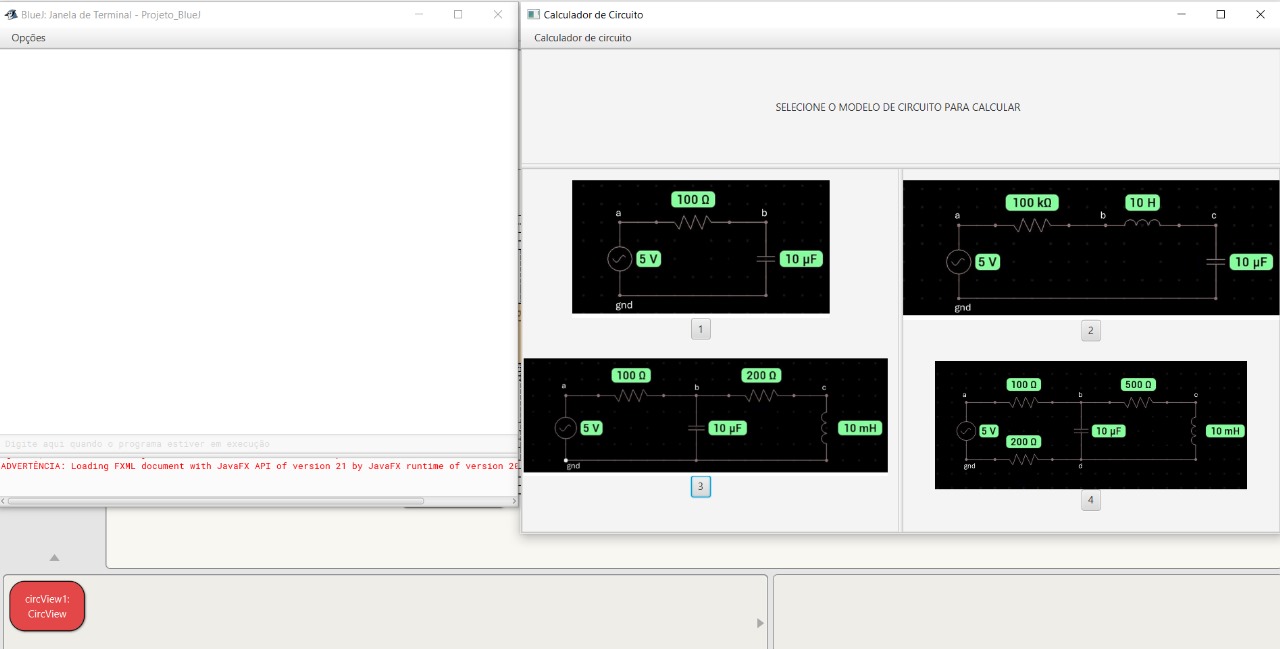 BlueJ: Janela de Terminal - Projeto_BlueJ
Opções
Digite aqui quando o programa estiver em execução
ADVERTÊNCIA: Loading FXML document with JavaFX API of version 21 by JavaFX runtime of version
circView1:
CircView
Calculador de Circuito
Calculador de circuito
SELECIONE O MODELO DE CIRCUITO PARA CALCULAR
100 Ω
a
b
5 V
10 µF
gnd
1
100 kΩ
10 H
a
b
c
5 V
10 µF
gnd
2
100 Ω
200 Ω
a
b
c
5 V
10 µF
10 mH
gnd
3
100 Ω
500 Ω
a
b
c
5 V
10 µF
10 mH
200 Ω
gnd
d
4